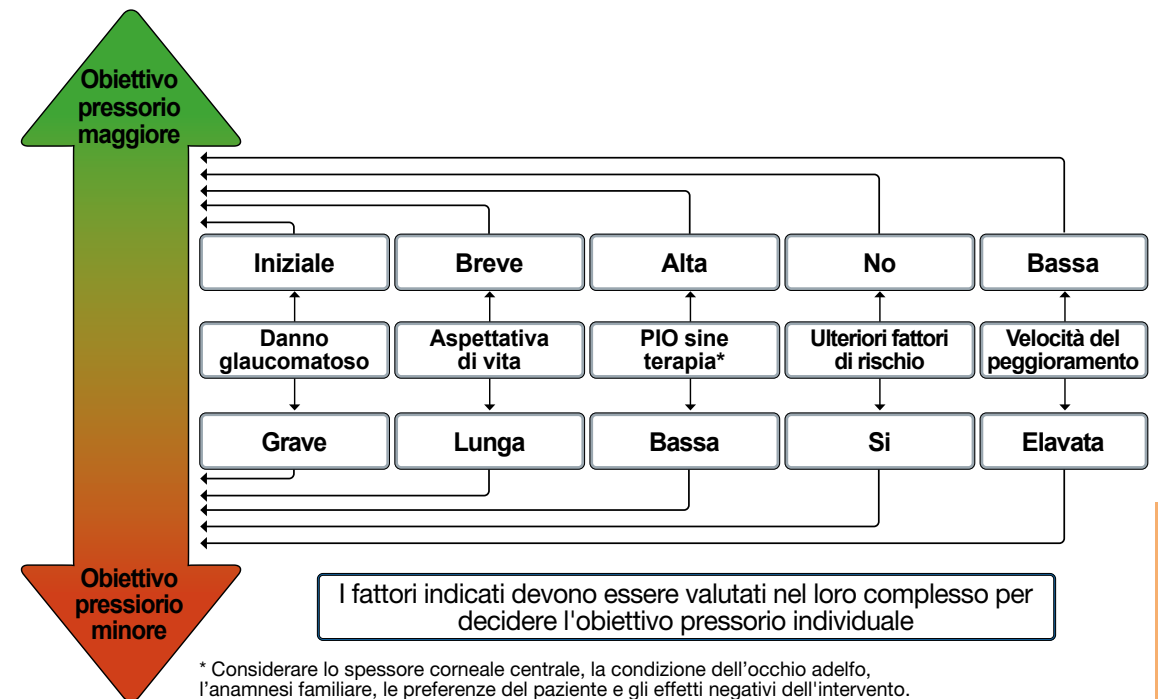 Obiettivo
pressorio
maggiore
Iniziale
Breve
Alta
No
Bassa
Danno
glaucomatoso
Aspettativa
di vita
PIO sine
terapia*
Ulteriori fattori
di rischio
Velocità del
peggioramento
Grave
Lunga
Bassa
Si
Elavata
Obiettivo
pressiorio
minore
I fattori indicati devono essere valutati nel loro complesso per
decidere l'obiettivo pressorio individuale
* Considerare lo spessore corneale centrale, la condizione dell'occhio adelfo,
l'anamnesi familiare, le preferenze del paziente e gli effetti negativi dell'intervento.